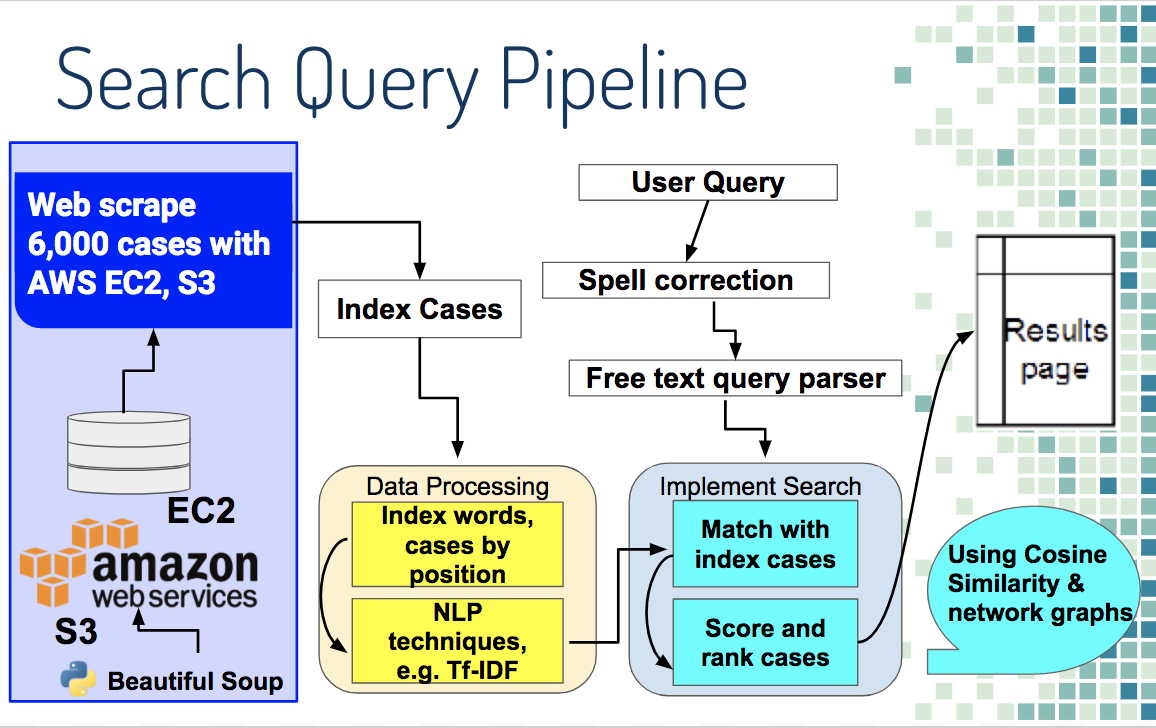 Search Query Pipeline
Web scrape
6,000 cases with
AWS EC2, S3
EC2
amazon
web services
S3
Beautiful Soup
Index Cases
Data Processing
Index words,
cases by
position
NLP
techniques,
e.g. Tf-IDF
User Query
Spell correction
Free text query parser
Implement Search
Match with
index cases
Score and
rank cases
Results
page
Using Cosine
Similarity &
network graphs